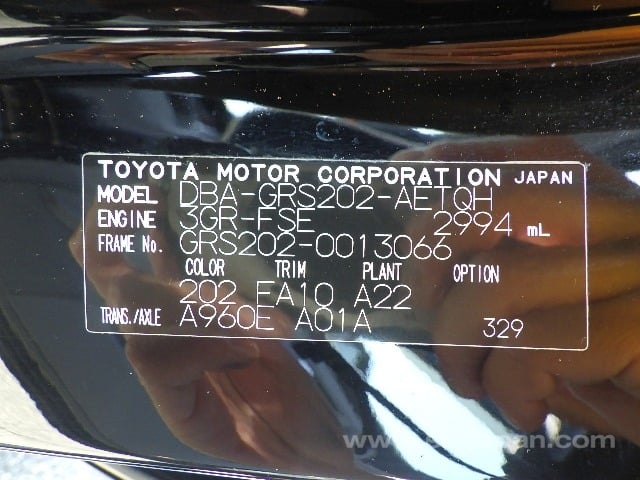 TOYOTA MOTOR CORPORATION JAPAN
MODEL DBA-GRS202-AETQH
ENGINE 3GR-FSE 2994 mL
FRAME No. GRS202-0013066
COLOR TRIM PLANT OPTION
202 FA10 A22
TRANS./AXLE A960E A01A 329